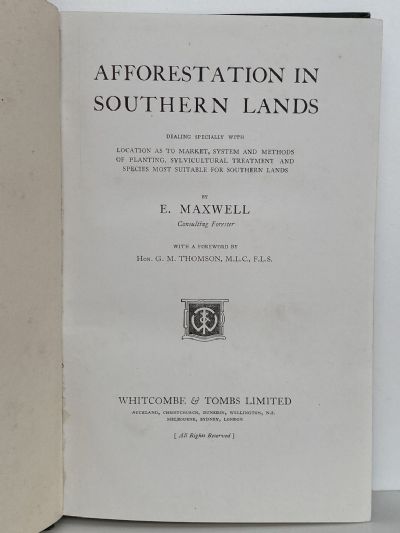 AFFORESTATION IN
SOUTHERN LANDS
DEALING SPECIALLY WITH
LOCATION AS TO MARKET, SYSTEM AND METHODS
OF PLANTING, SYLVICULTURAL TREATMENT AND
SPECIES MOST SUITABLE FOR SOUTHERN LANDS
BY
E. MAXWELL
Consulting Forester
WITH A FOREWORD BY
HON. G. M. THOMSON, M.L.C., F.L.S.
WHITCOMBE & TOMBS LIMITED
AUCKLAND, CHRISTCHURCH, DUNEDIN, WELLINGTON, N.Z.
MELBOURNE, SYDNEY, LONDON
[All Rights Reserved]